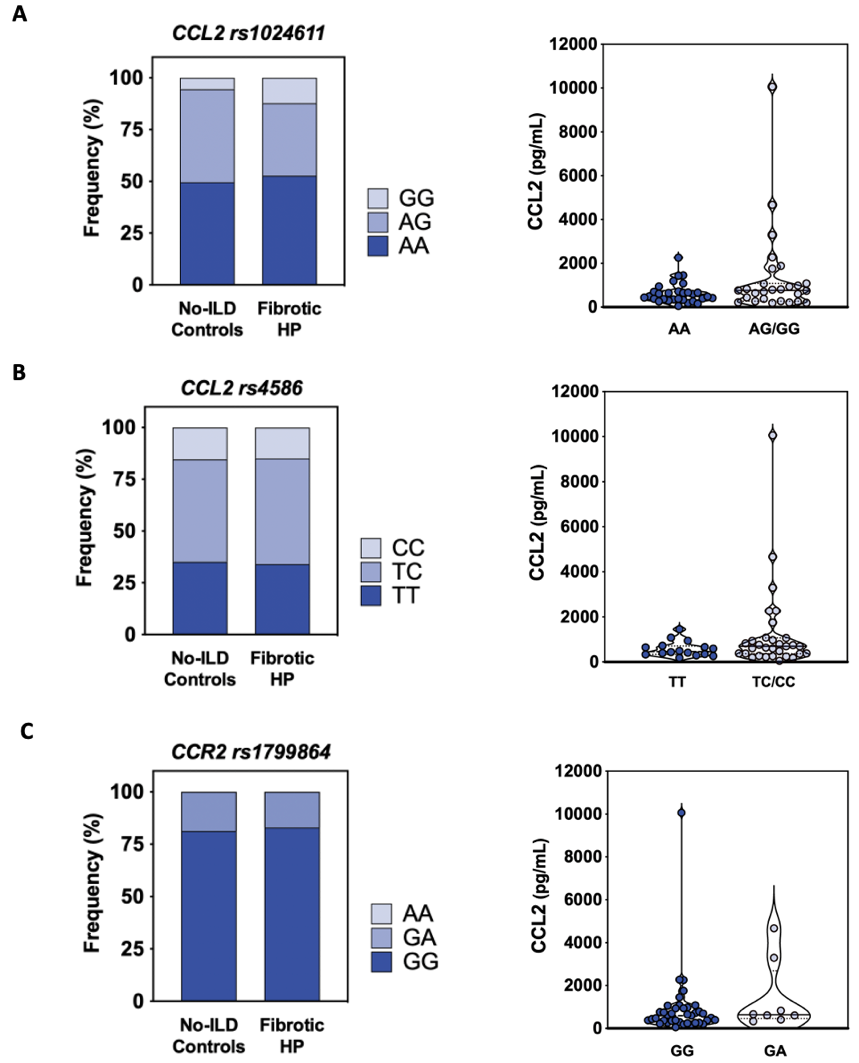 A
CCL2 rs1024611
Frequency (%)
100
75
50
25
0
No-ILD
Controls
Fibrotic
HP
GG
AG
AA
CCL2 (pg/mL)
12000
10000
8000
6000
4000
2000
0
AA
AG/GG
B
CCL2 rs4586
Frequency (%)
100
75
50
25
0
No-ILD
Controls
Fibrotic
HP
CC
TC
TT
CCL2 (pg/mL)
12000
10000
8000
6000
4000
2000
0
TT
TC/CC
C
CCR2 rs1799864
Frequency (%)
100
75
50
25
0
No-ILD
Controls
Fibrotic
HP
AA
GA
GG
CCL2 (pg/mL)
12000
10000
8000
6000
4000
2000
0
GG
GA